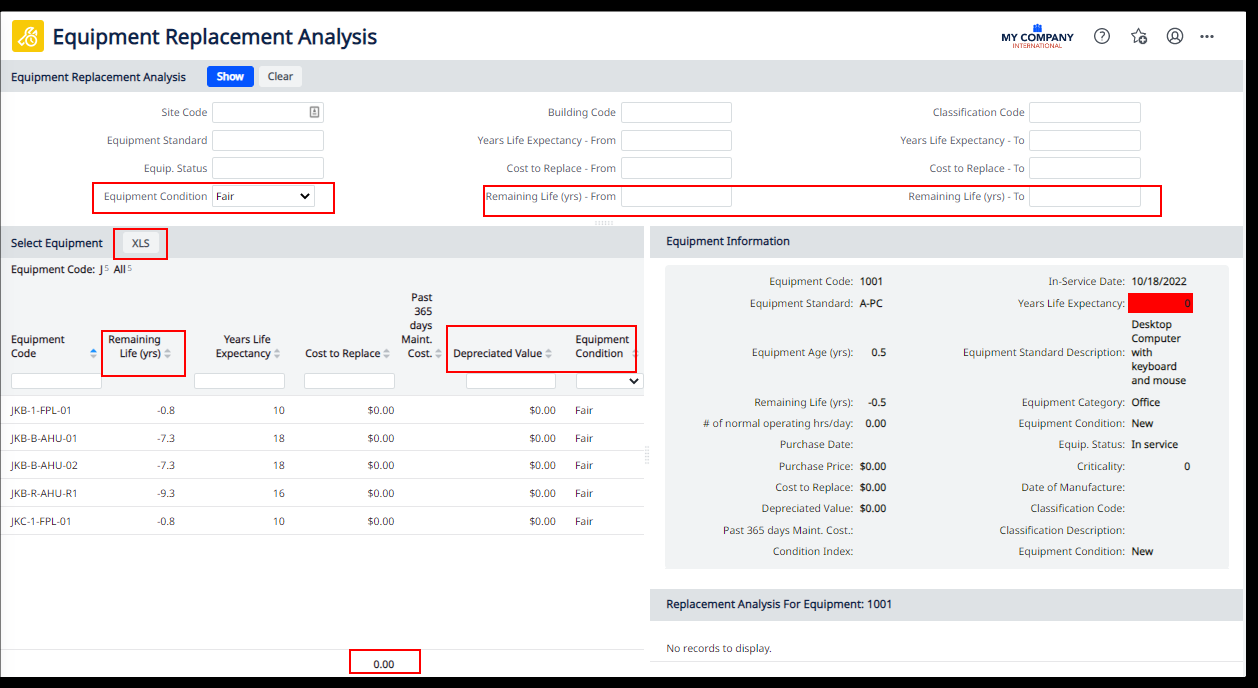 Equipment Replacement Analysis
MY COMPANY
INTERNATIONAL
Equipment Replacement Analysis Show Clear
Site Code Building Code Classification Code
Equipment Standard Years Life Expectancy - From Years Life Expectancy - To
Equip. Status Cost to Replace - From Cost to Replace - To
Equipment Condition Fair Remaining Life (yrs) - From Remaining Life (yrs) - To
Select Equipment XLS
Equipment Code: J 5 All 5
Equipment Code Remaining Life (yrs) Years Life Expectancy Cost to Replace Past 365 days Maint. Cost. Depreciated Value Equipment Condition
JKB-1-FPL-01 -0.8 10 $0.00 $0.00 Fair
JKB-B-AHU-01 -7.3 18 $0.00 $0.00 Fair
JKB-B-AHU-02 -7.3 18 $0.00 $0.00 Fair
JKB-R-AHU-R1 -9.3 16 $0.00 $0.00 Fair
JKC-1-FPL-01 -0.8 10 $0.00 $0.00 Fair
0.00
Equipment Information
Equipment Code: 1001 In-Service Date: 10/18/2022
Equipment Standard: A-PC Years Life Expectancy: 0
Equipment Age (yrs): 0.5 Equipment Standard Description: Desktop Computer with keyboard and mouse
Remaining Life (yrs): -0.5 Equipment Category: Office
# of normal operating hrs/day: 0.00 Equipment Condition: New
Purchase Date: Equip. Status: In service
Purchase Price: $0.00 Criticality: 0
Cost to Replace: $0.00 Date of Manufacture:
Depreciated Value: $0.00 Classification Code:
Past 365 days Maint. Cost.: Classification Description:
Condition Index: Equipment Condition: New
Replacement Analysis For Equipment: 1001
No records to display.